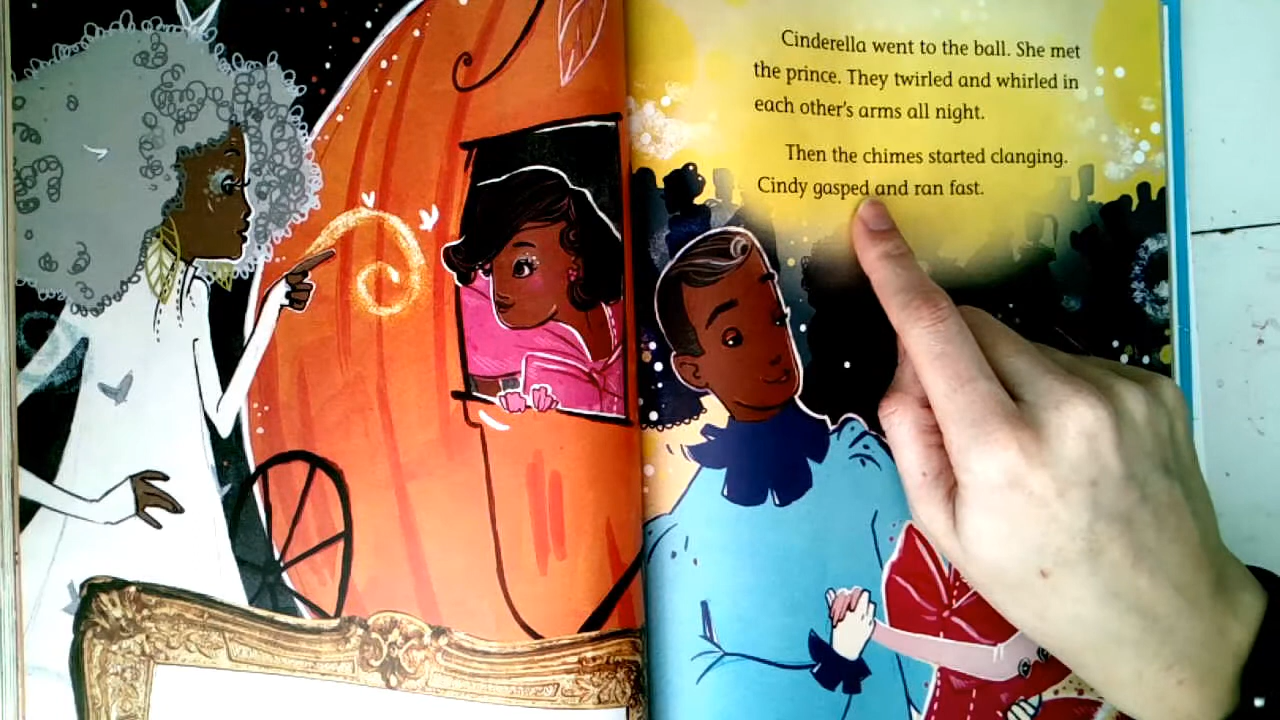 Cinderella went to the ball. She met
the prince. They twirled and whirled in
each other's arms all night.
Then the chimes started clanging.
Cindy gasped and ran fast.